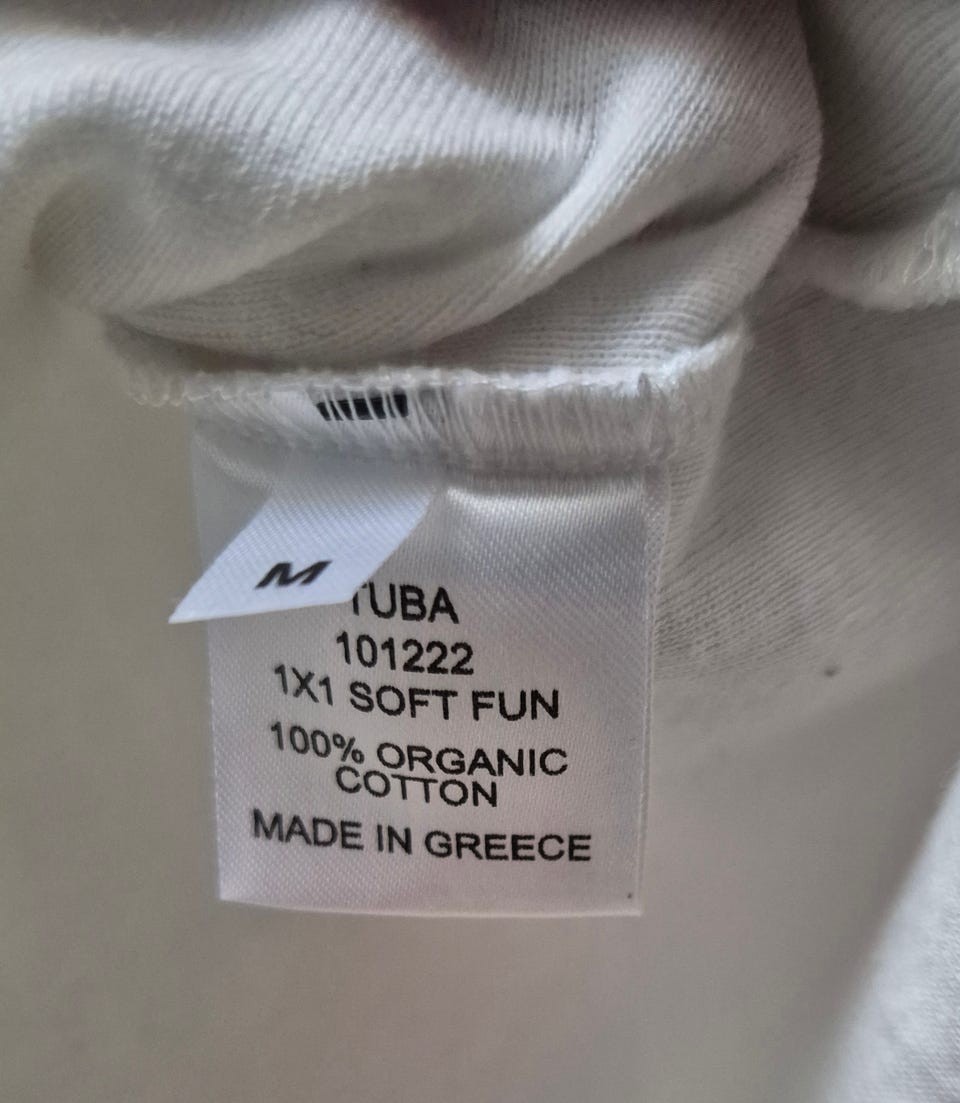 M
TUBA
101222
1X1 SOFT FUN
100% ORGANIC
COTTON
MADE IN GREECE